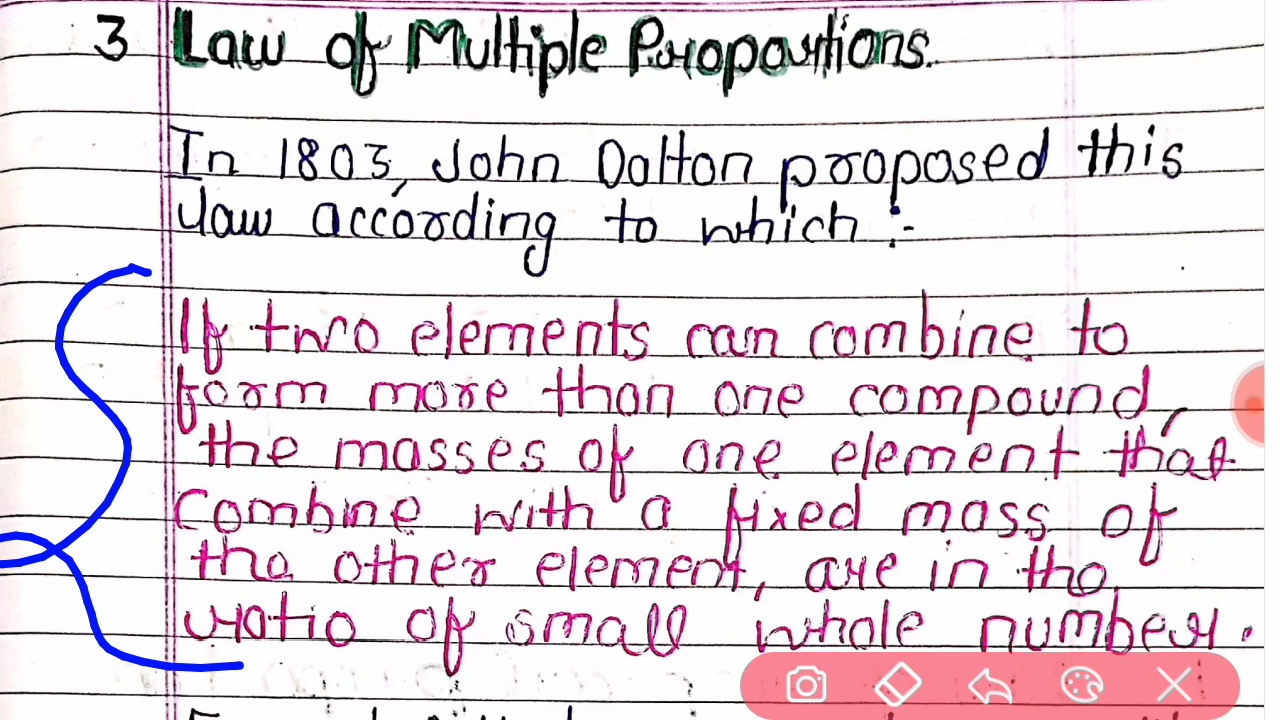 3 Law of Multiple Proportions.
In 1803, John Dalton proposed this
law according to which :-
If two elements can combine to
form more than one compound,
the masses of one element that
combine with a fixed mass of
the other element, are in the
ratio of small whole number.